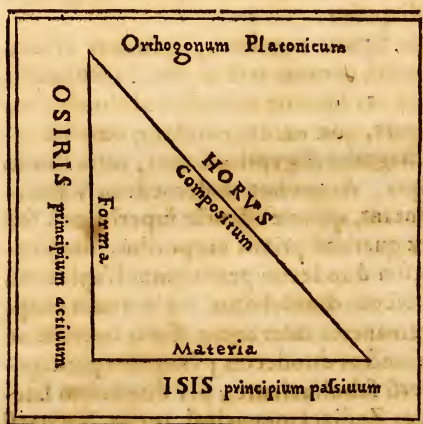 Orthogonum Platonicum
OSIRIS principium actiuum
Forma
HORVS
Compositum
Materia
ISIS principium paſsiuum